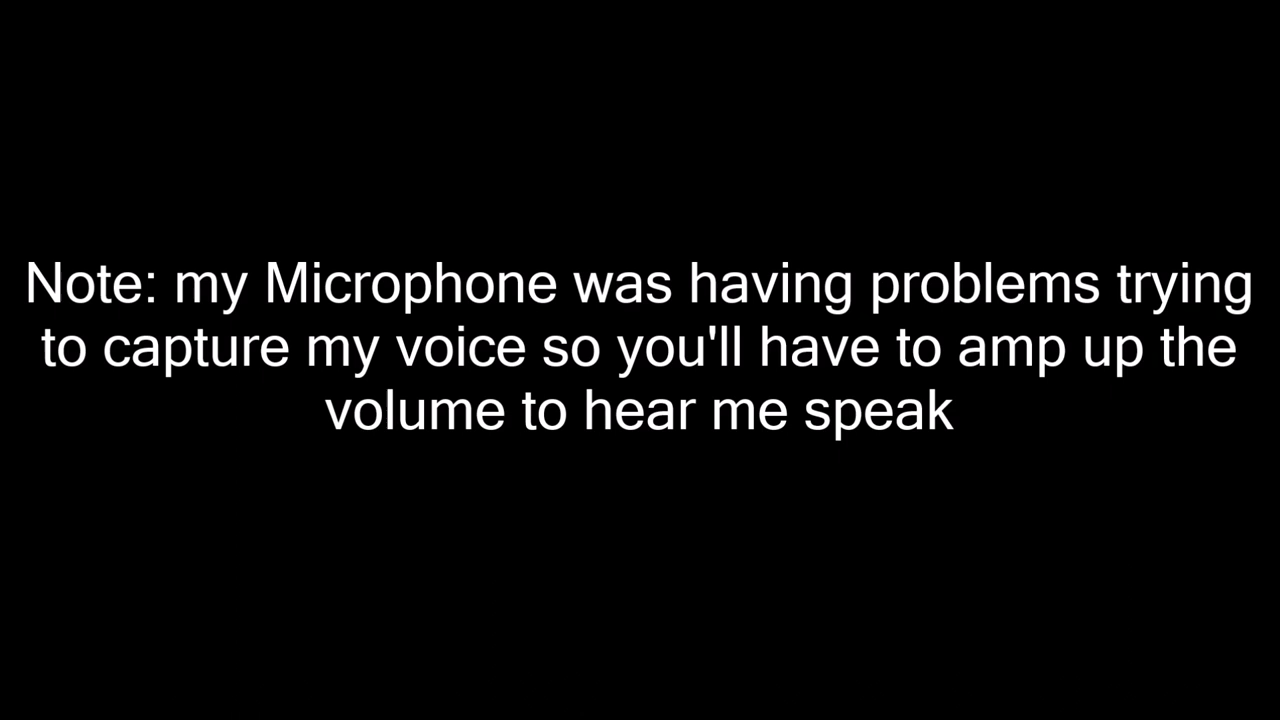 Note: my Microphone was having problems trying
to capture my voice so you'll have to amp up the
volume to hear me speak